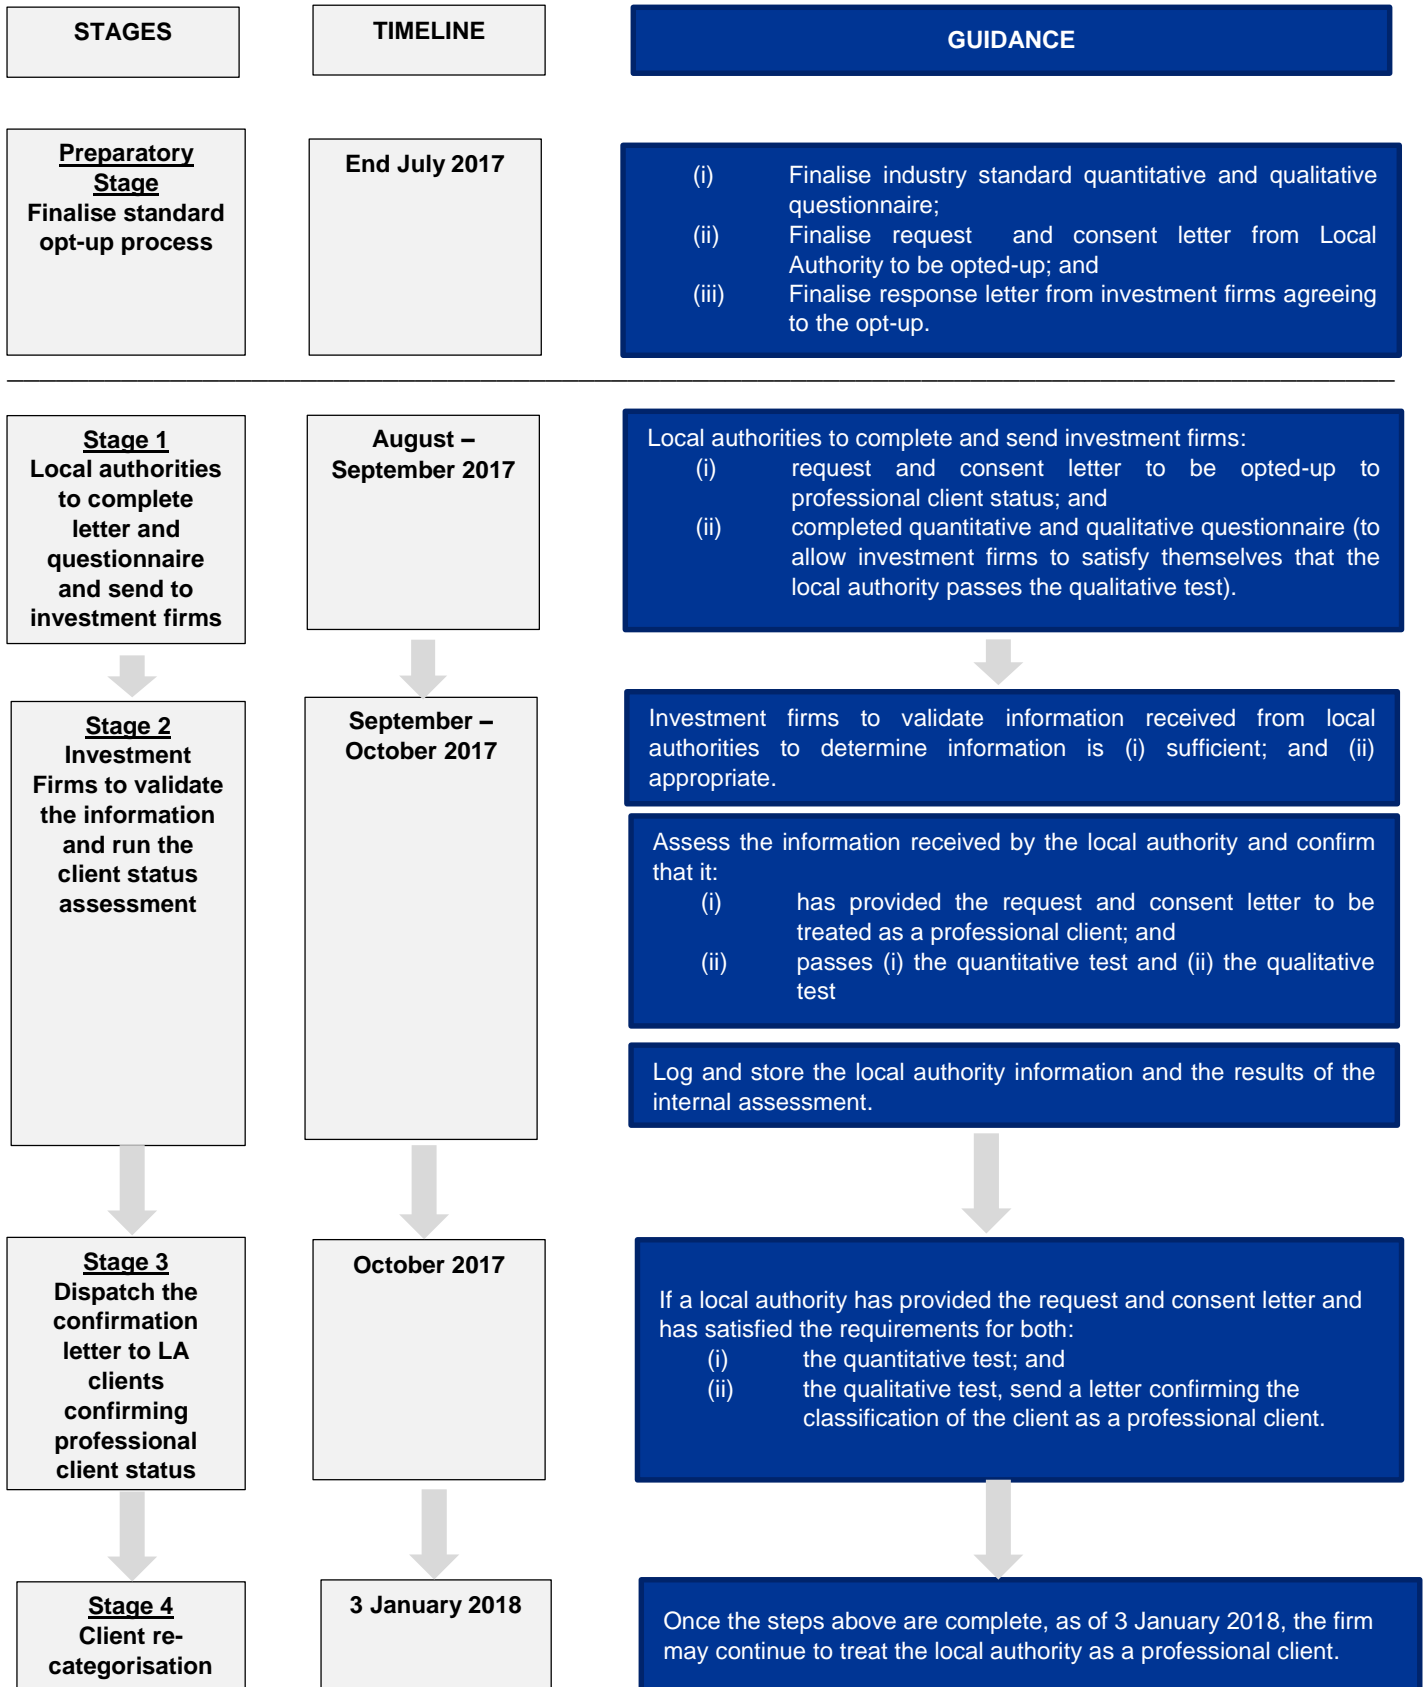 STAGES
TIMELINE
GUIDANCE
Preparatory
Stage
Finalise standard
opt-up process
End July 2017
(i) Finalise industry standard quantitative and qualitative
questionnaire;
(ii) Finalise request and consent letter from Local
Authority to be opted-up; and
(iii) Finalise response letter from investment firms agreeing
to the opt-up.
Stage 1
Local authorities
to complete
letter and
questionnaire
and send to
investment firms
August –
September 2017
Local authorities to complete and send investment firms:
(i) request and consent letter to be opted-up to
professional client status; and
(ii) completed quantitative and qualitative questionnaire (to
allow investment firms to satisfy themselves that the
local authority passes the qualitative test).
Stage 2
Investment
Firms to validate
the information
and run the
client status
assessment
September –
October 2017
Investment firms to validate information received from local
authorities to determine information is (i) sufficient; and (ii)
appropriate.
Assess the information received by the local authority and confirm
that it:
(i) has provided the request and consent letter to be
treated as a professional client; and
(ii) passes (i) the quantitative test and (ii) the qualitative
test
Log and store the local authority information and the results of the
internal assessment.
Stage 3
Dispatch the
confirmation
letter to LA
clients
confirming
professional
client status
October 2017
If a local authority has provided the request and consent letter and
has satisfied the requirements for both:
(i) the quantitative test; and
(ii) the qualitative test, send a letter confirming the
classification of the client as a professional client.
Stage 4
Client re-
categorisation
3 January 2018
Once the steps above are complete, as of 3 January 2018, the firm
may continue to treat the local authority as a professional client.